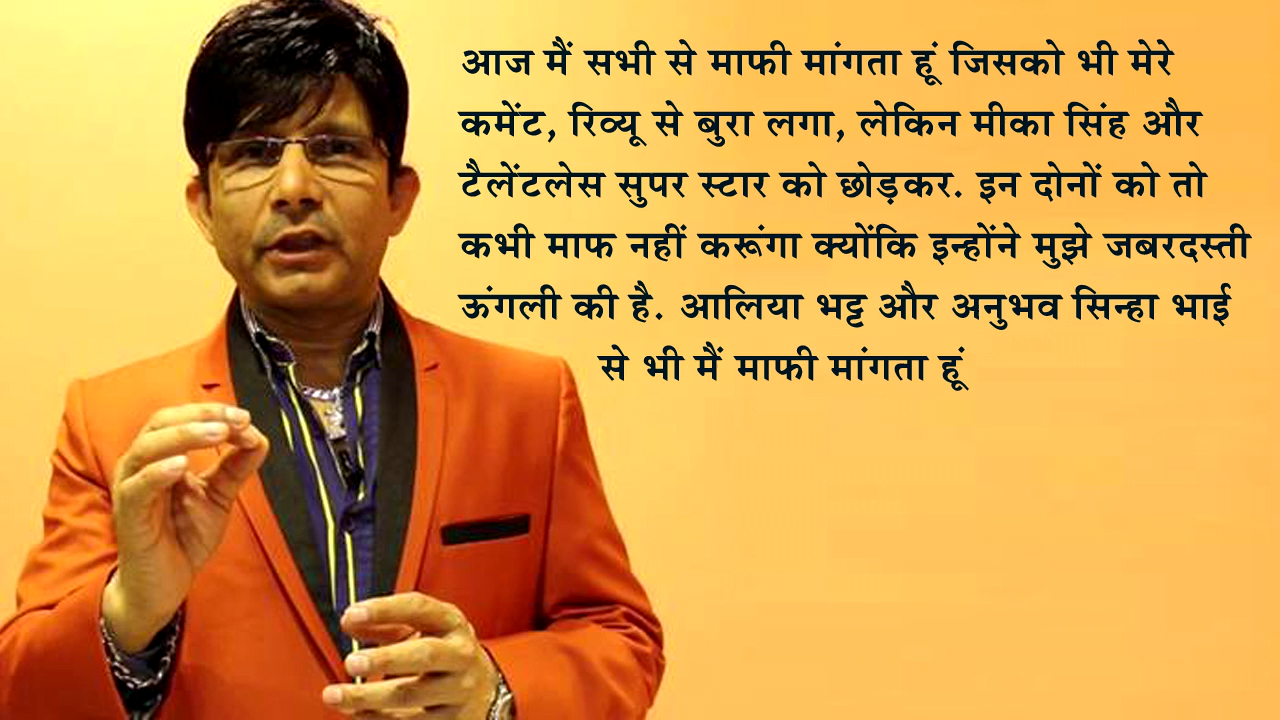 आज मैं सभी से माफी मांगता हूं जिसको भी मेरे
कमेंट, रिव्यू से बुरा लगा, लेकिन मीका सिंह और
टैलेंटलेस सुपर स्टार को छोड़कर. इन दोनों को तो
कभी माफ नहीं करूंगा क्योंकि इन्होंने मुझे जबरदस्ती
ऊंगली की है. आलिया भट्ट और अनुभव सिन्हा भाई
से भी मैं माफी मांगता हूं